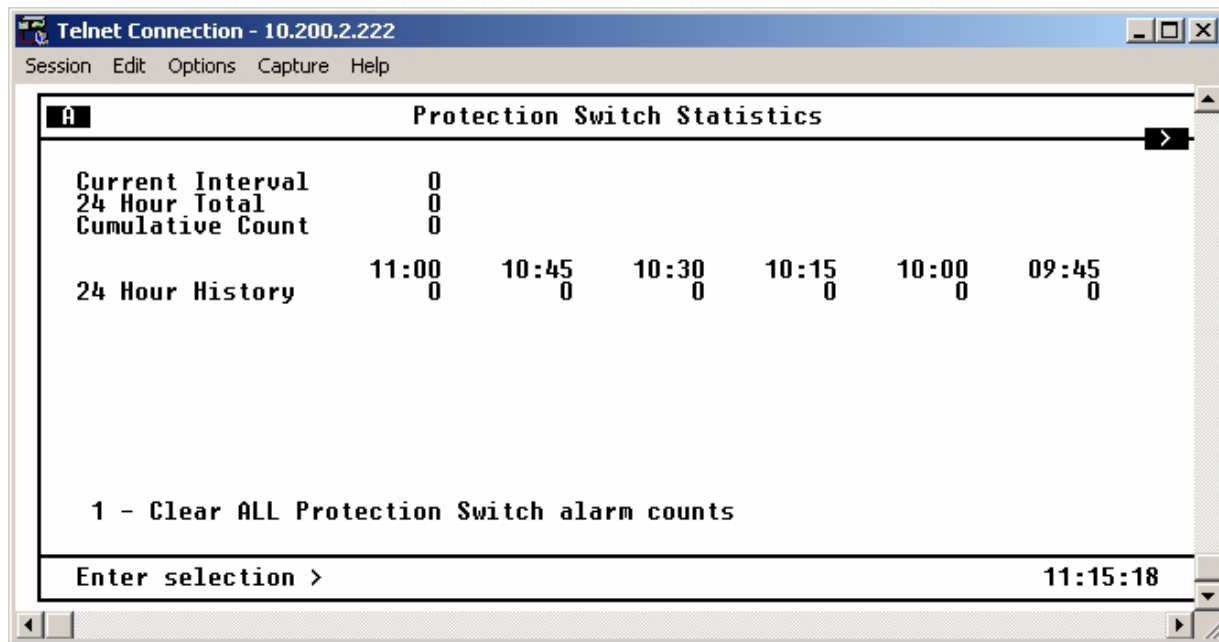 Telnet Connection - 10.200.2.222
Session Edit Options Capture Help
A Protection Switch Statistics
>
Current Interval 0
24 Hour Total 0
Cumulative Count 0
11:00 10:45 10:30 10:15 10:00 09:45
24 Hour History 0 0 0 0 0 0
1 - Clear ALL Protection Switch alarm counts
Enter selection > 11:15:18